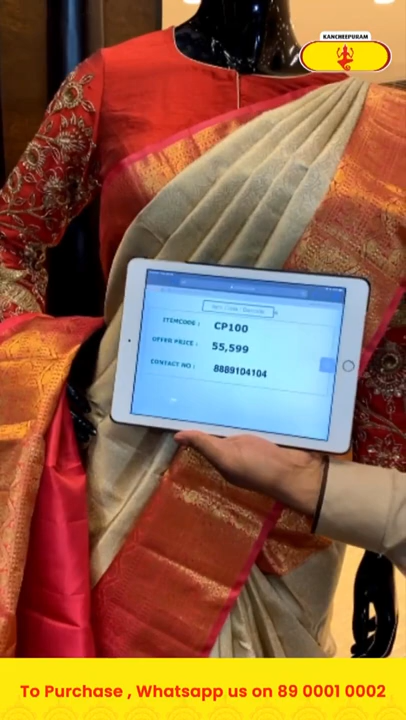 KANCHEEPURAM
ITEMCODE : CP100
OFFER PRICE : 55,599
CONTACT NO : 8889104104
To Purchase , Whatsapp us on 89 0001 0002